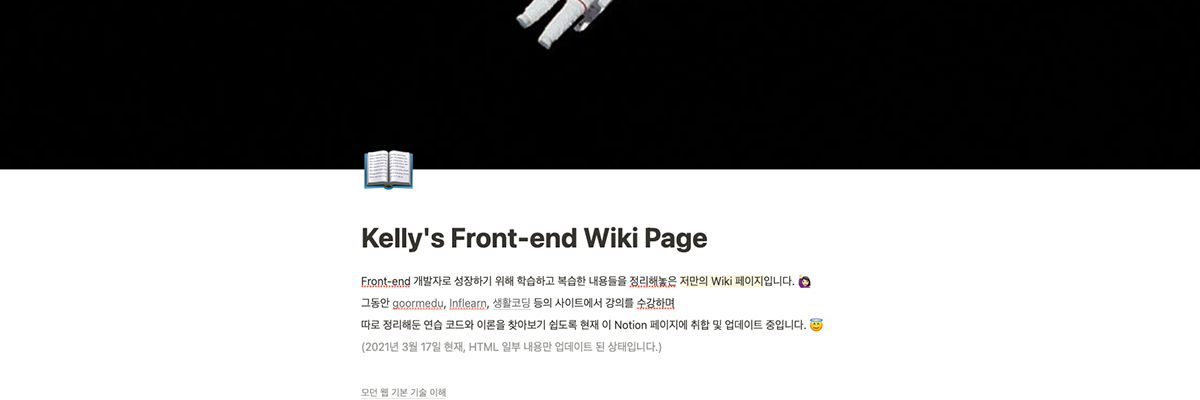 Kelly's Front-end Wiki Page
Front-end 개발자로 성장하기 위해 학습하고 복습한 내용들을 정리해놓은 저만의 Wiki 페이지입니다. 🙋🏻‍♀️
그동안 goormedu, Inflearn, 생활코딩 등의 사이트에서 강의를 수강하며
따로 정리해둔 연습 코드와 이론을 찾아보기 쉽도록 현재 이 Notion 페이지에 취합 및 업데이트 중입니다. 😇
(2021년 3월 17일 현재, HTML 일부 내용만 업데이트 된 상태입니다.)
모던 웹 기본 기술 이해